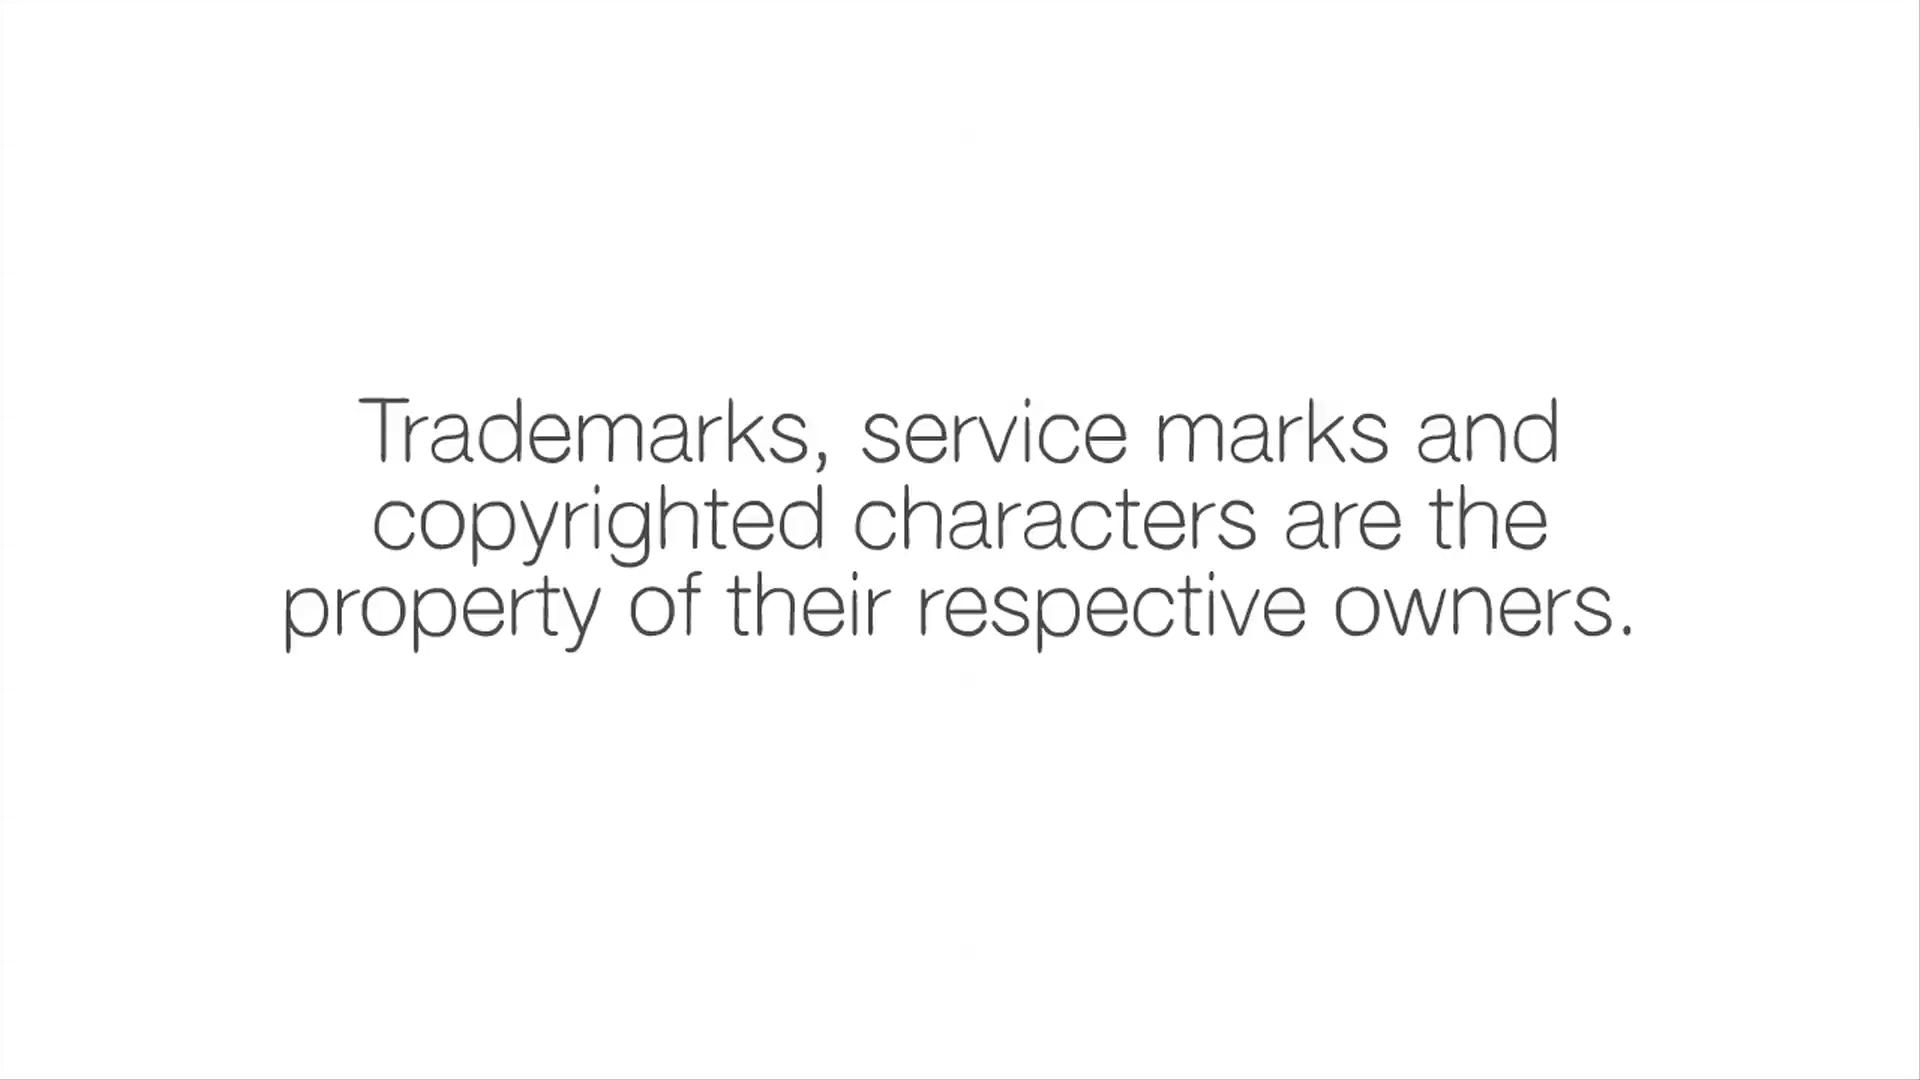 Trademarks, service marks and
copyrighted characters are the
property of their respective owners.